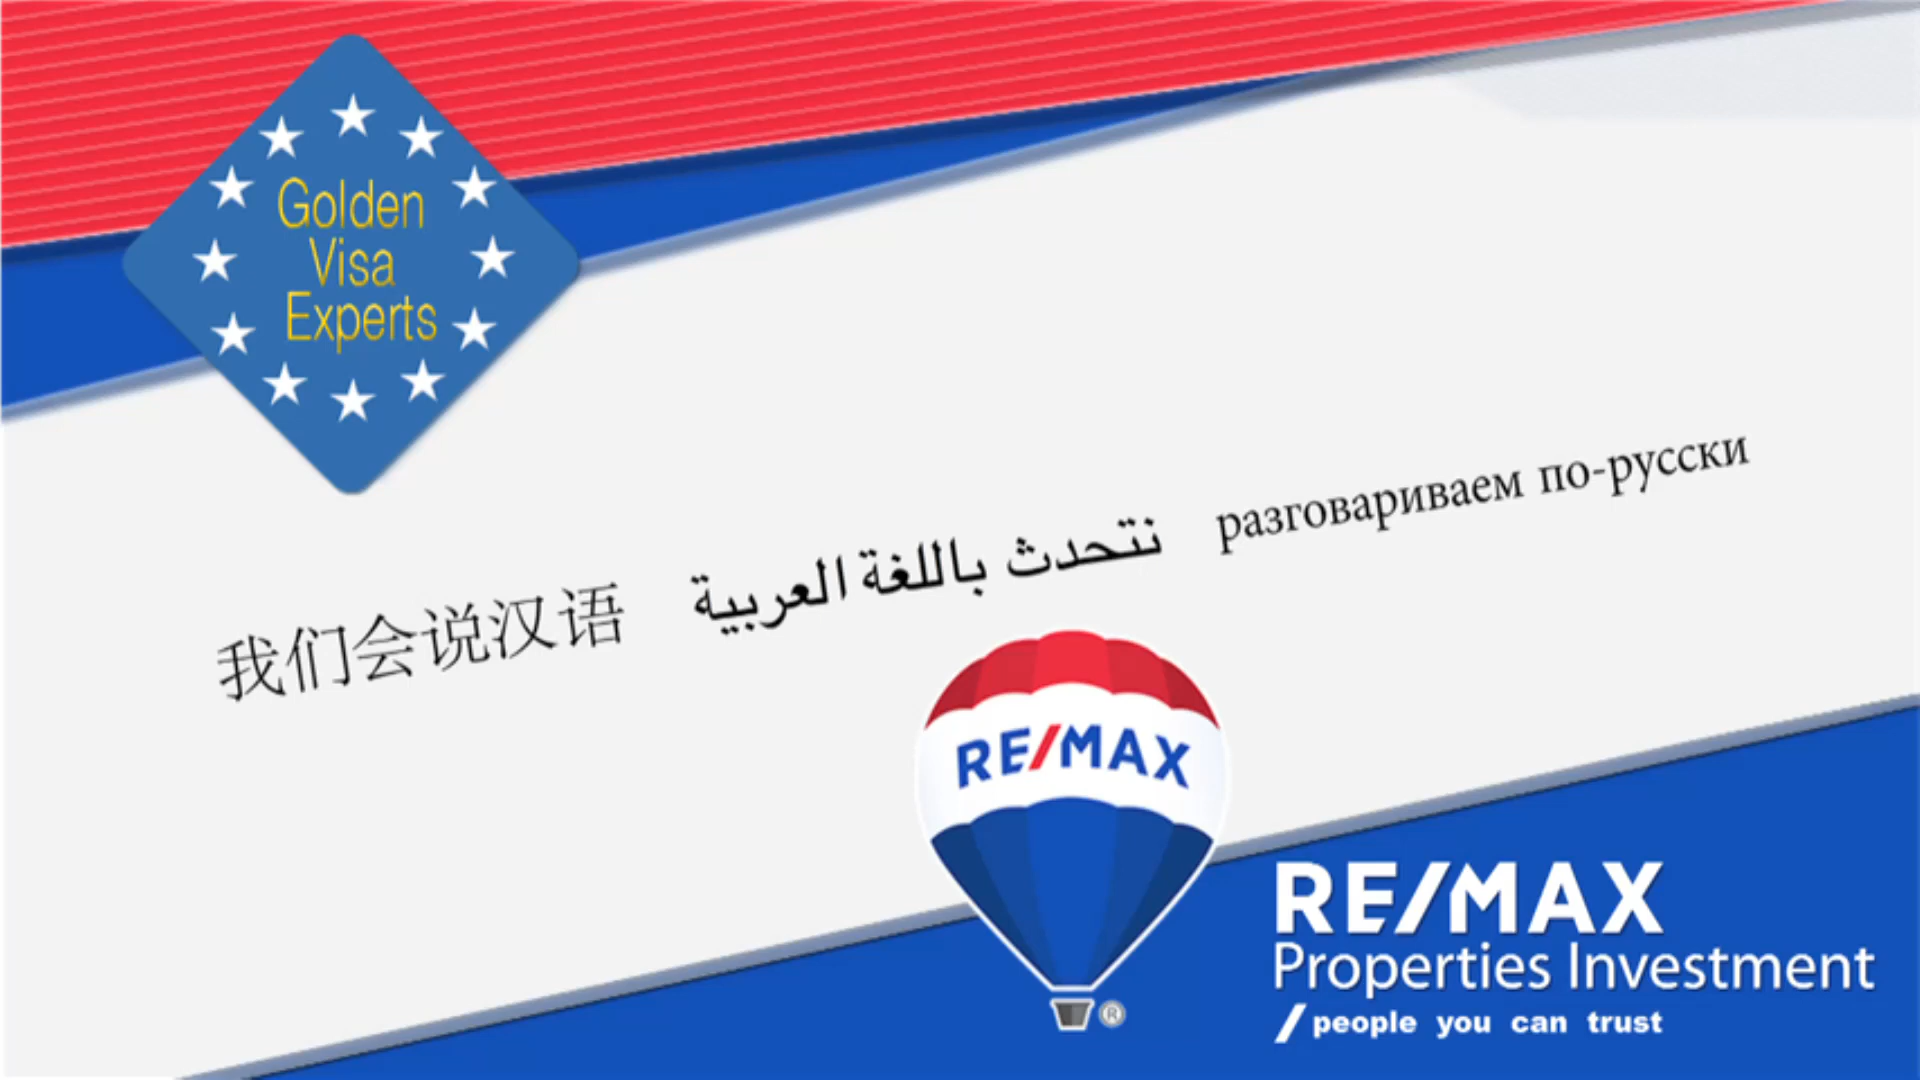 Golden
Visa
Experts
我们会说汉语
نتحدث باللغة العربية
разговариваем по-русски
RE/MAX
®
RE/MAX
Properties Investment
/people you can trust